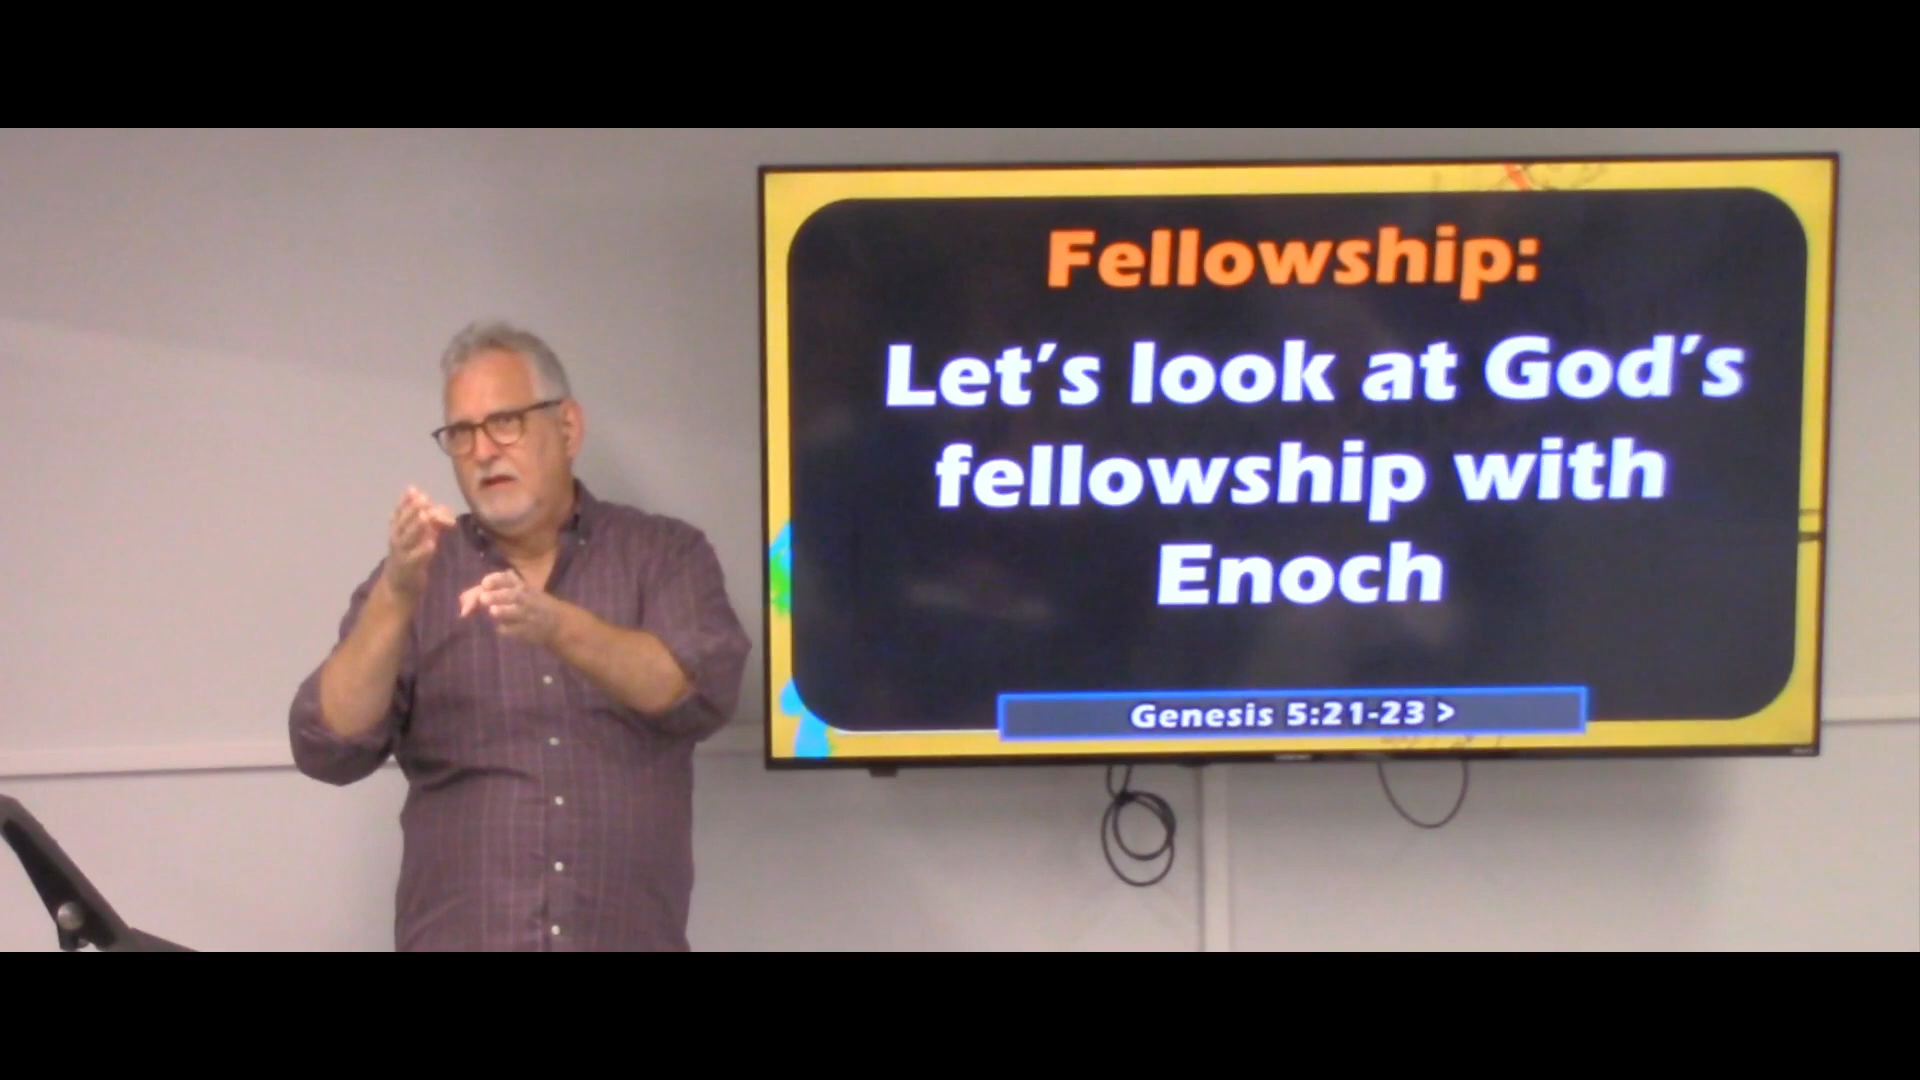 Fellowship:
Let's look at God's
fellowship with
Enoch
Genesis 5:21-23 >